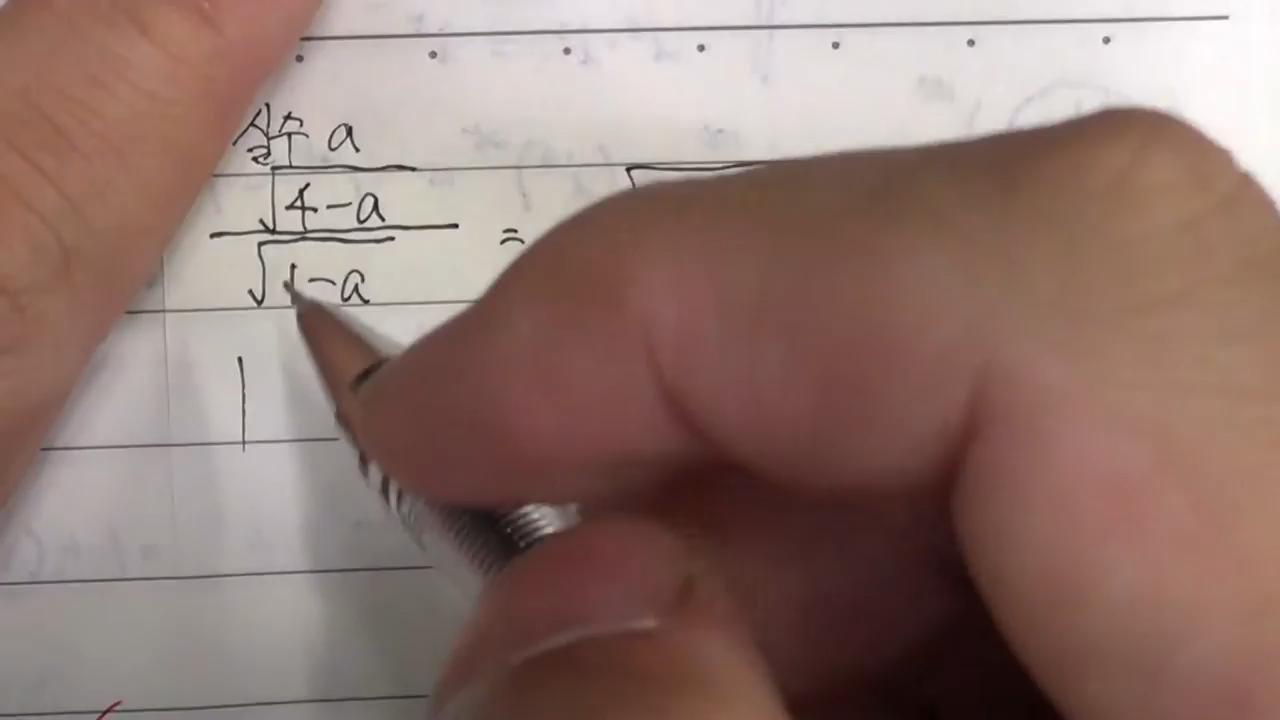 실수 a
√(4-a) / √(1-a) =
|